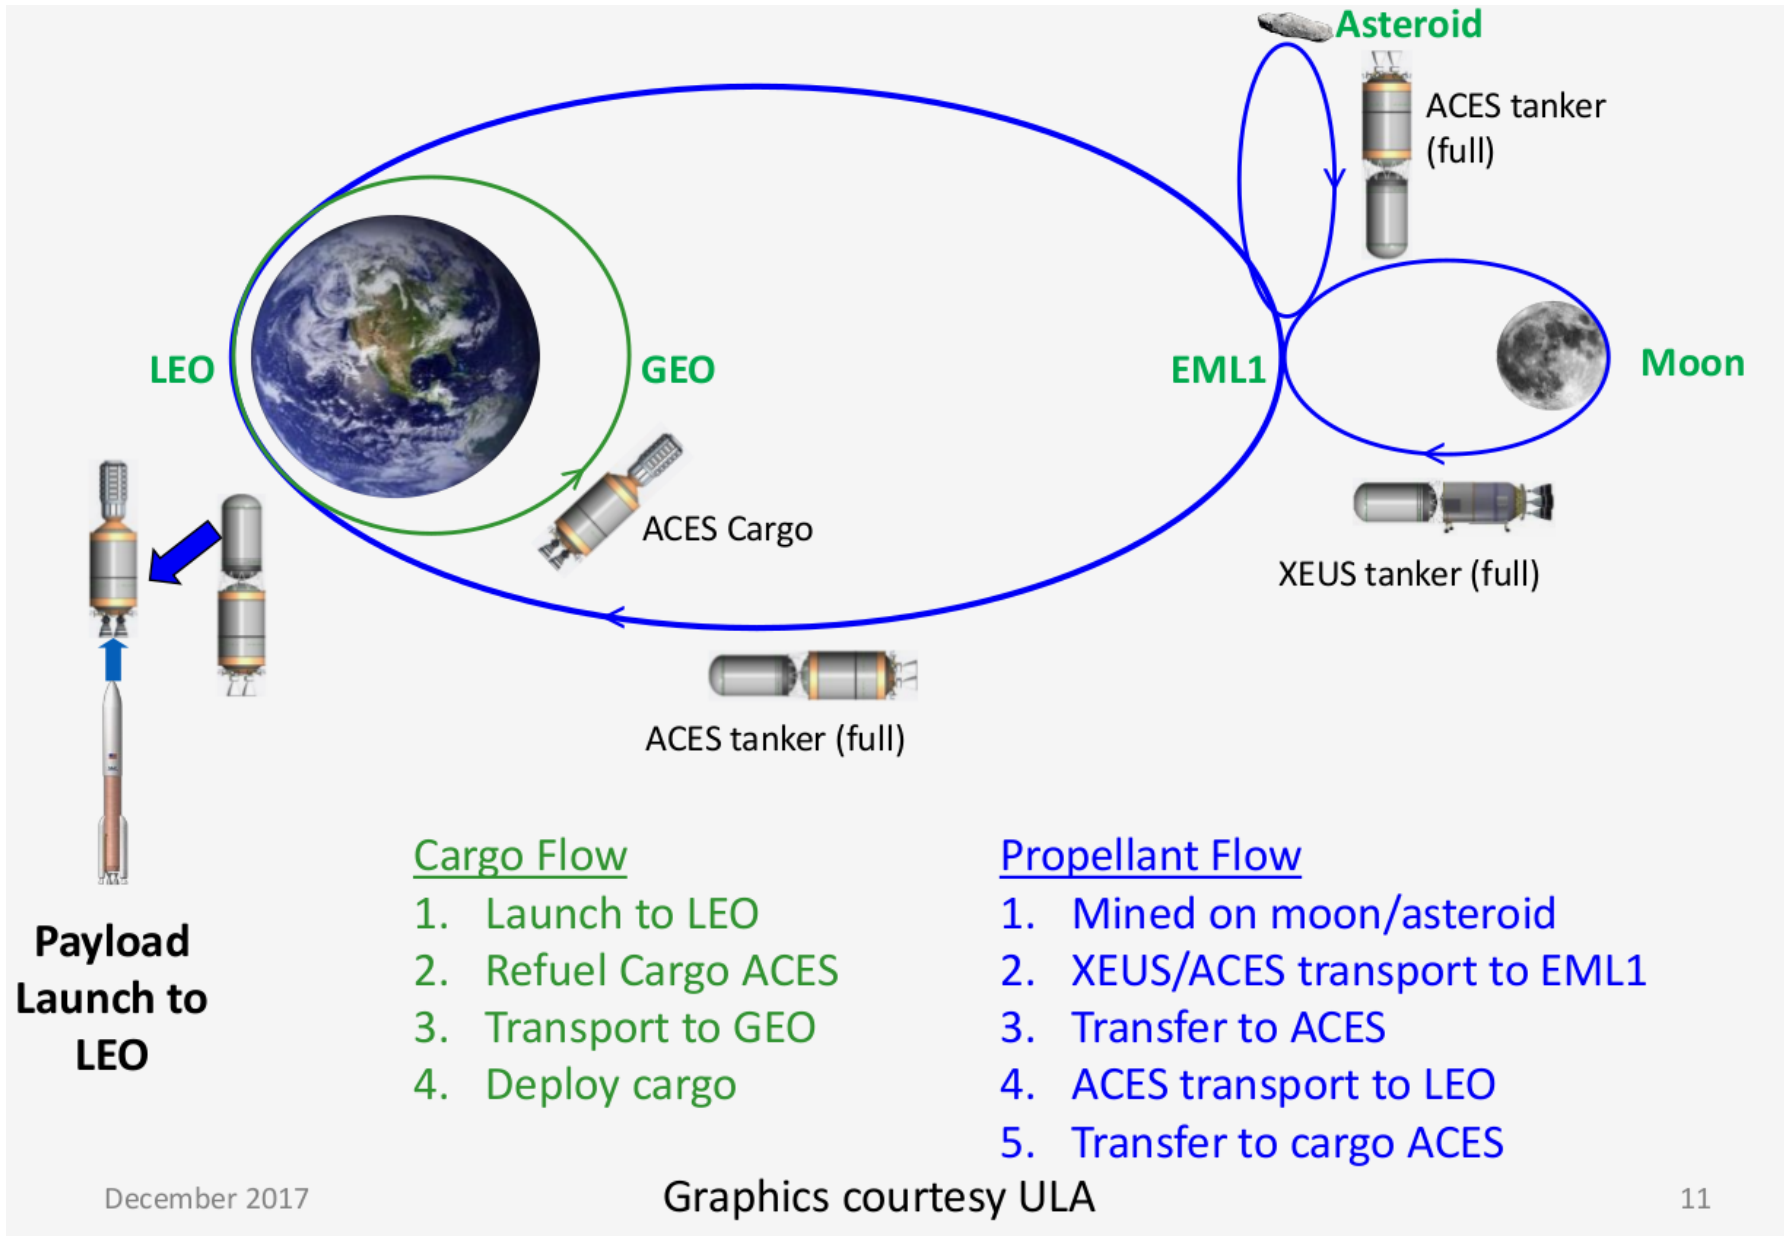 Asteroid
ACES tanker
(full)
LEO
GEO
EML1
Moon
ACES Cargo
XEUS tanker (full)
ACES tanker (full)
Payload
Launch to
LEO
Cargo Flow
1. Launch to LEO
2. Refuel Cargo ACES
3. Transport to GEO
4. Deploy cargo
Propellant Flow
1. Mined on moon/asteroid
2. XEUS/ACES transport to EML1
3. Transfer to ACES
4. ACES transport to LEO
5. Transfer to cargo ACES
December 2017
Graphics courtesy ULA
11